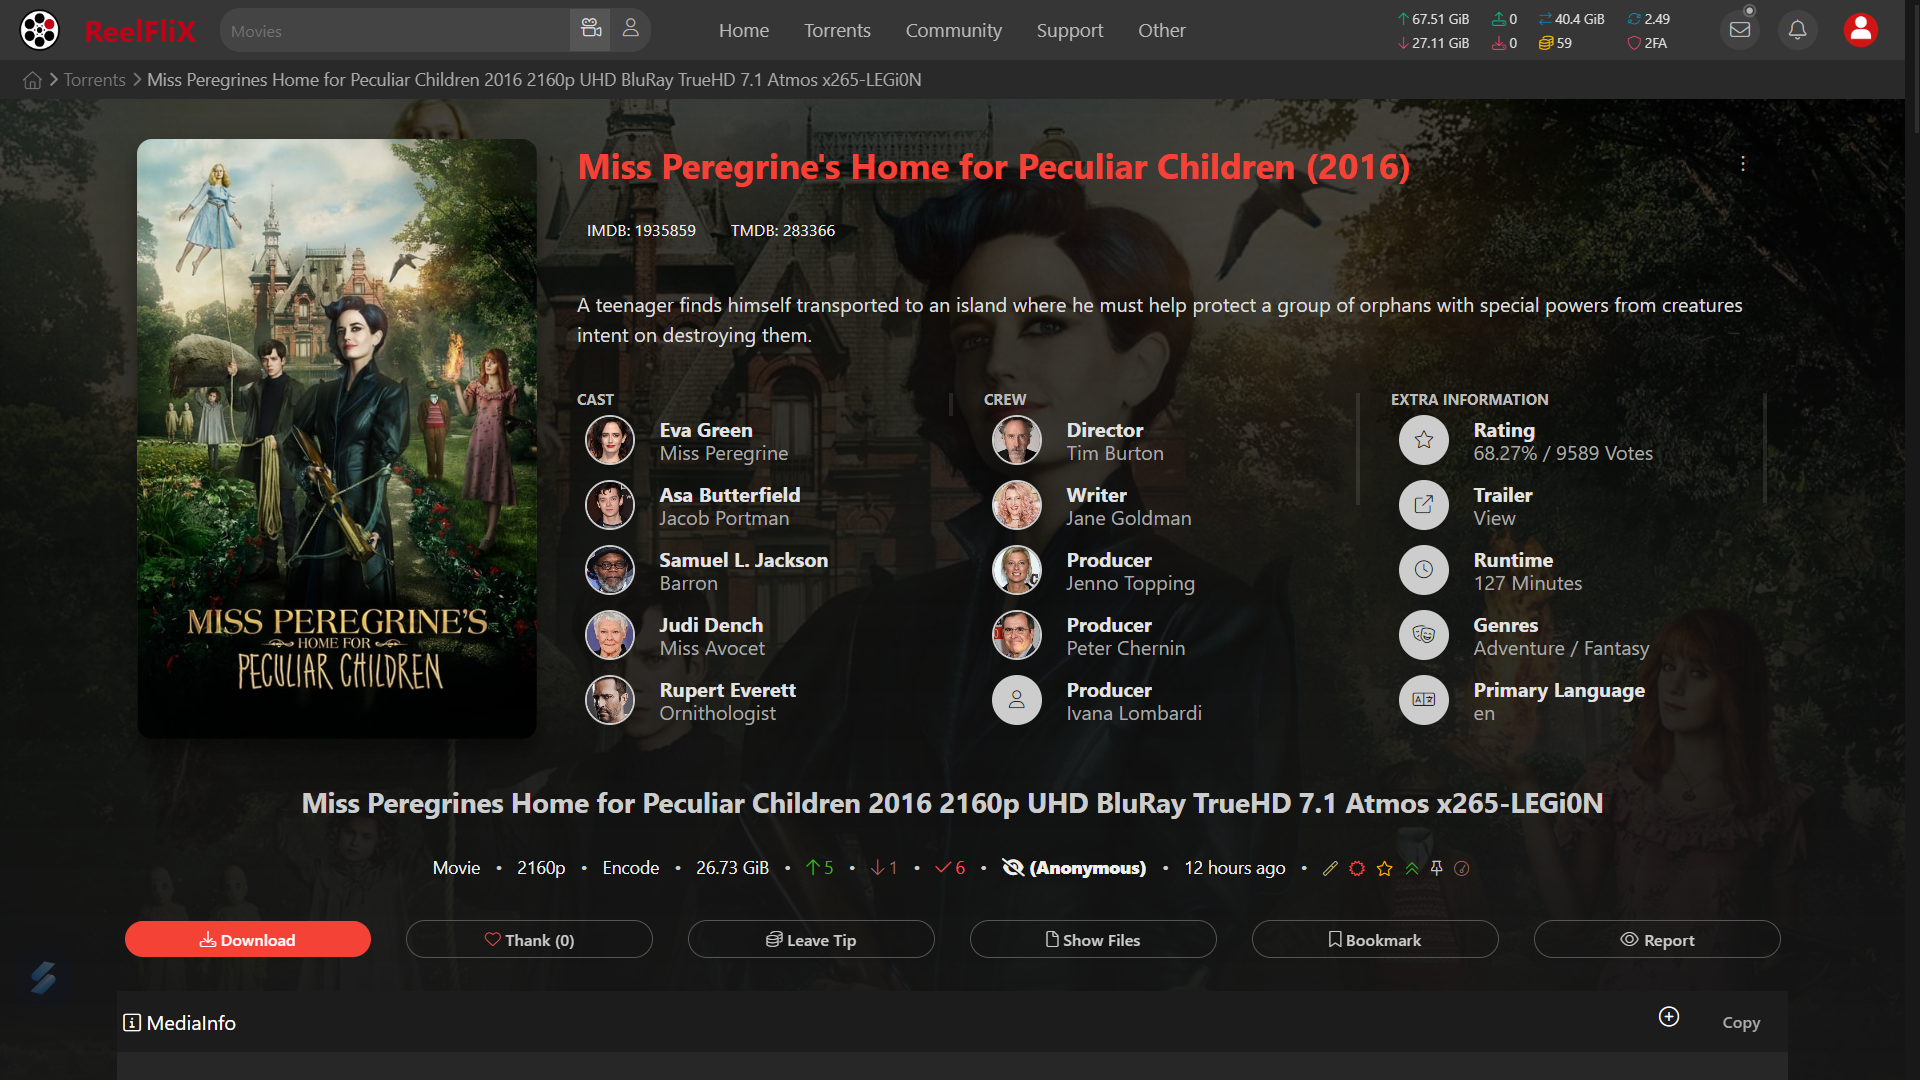 ReelFliX
Movies
Home
Torrents
Community
Support
Other
67.51 GiB
0
40.4 GiB
2.49
27.11 GiB
0
59
2FA
Torrents
Miss Peregrines Home for Peculiar Children 2016 2160p UHD BluRay TrueHD 7.1 Atmos x265-LEGi0N
MISS PEREGRINE'S
HOME FOR
PECULIAR CHILDREN
Miss Peregrine's Home for Peculiar Children (2016)
IMDB: 1935859
TMDB: 283366
A teenager finds himself transported to an island where he must help protect a group of orphans with special powers from creatures
intent on destroying them.
CAST
Eva Green
Miss Peregrine
Asa Butterfield
Jacob Portman
Samuel L. Jackson
Barron
Judi Dench
Miss Avocet
Rupert Everett
Ornithologist
CREW
Director
Tim Burton
Writer
Jane Goldman
Producer
Jenno Topping
Producer
Peter Chernin
Producer
Ivana Lombardi
EXTRA INFORMATION
Rating
68.27% / 9589 Votes
Trailer
View
Runtime
127 Minutes
Genres
Adventure / Fantasy
Primary Language
en
Miss Peregrines Home for Peculiar Children 2016 2160p UHD BluRay TrueHD 7.1 Atmos x265-LEGi0N
Movie • 2160p • Encode • 26.73 GiB • 5 • 1 • 6 • (Anonymous) • 12 hours ago •
Download
Thank (0)
Leave Tip
Show Files
Bookmark
Report
MediaInfo
Copy